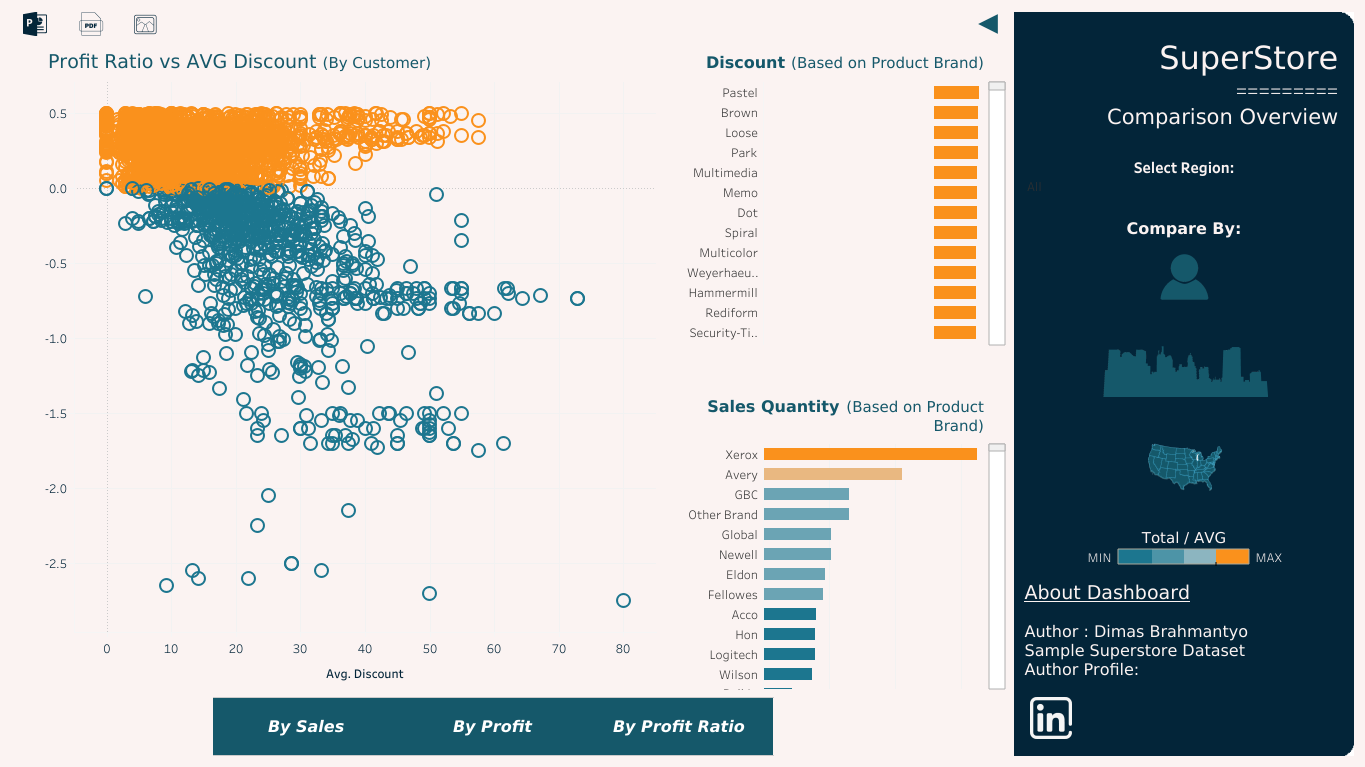 PDF
Profit Ratio vs AVG Discount (By Customer)
0.5
0.0
-0.5
-1.0
-1.5
-2.0
-2.5
0 10 20 30 40 50 60 70 80
Avg. Discount
Discount (Based on Product Brand)
Pastel
Brown
Loose
Park
Multimedia
Memo
Dot
Spiral
Multicolor
Weyerhaeu..
Hammermill
Rediform
Security-Ti..
Sales Quantity (Based on Product
Brand)
Xerox
Avery
GBC
Other Brand
Global
Newell
Eldon
Fellowes
Acco
Hon
Logitech
Wilson
By Sales By Profit By Profit Ratio
SuperStore
=========
Comparison Overview
Select Region:
All
Compare By:
Total / AVG
MIN MAX
About Dashboard
Author : Dimas Brahmantyo
Sample Superstore Dataset
Author Profile:
in